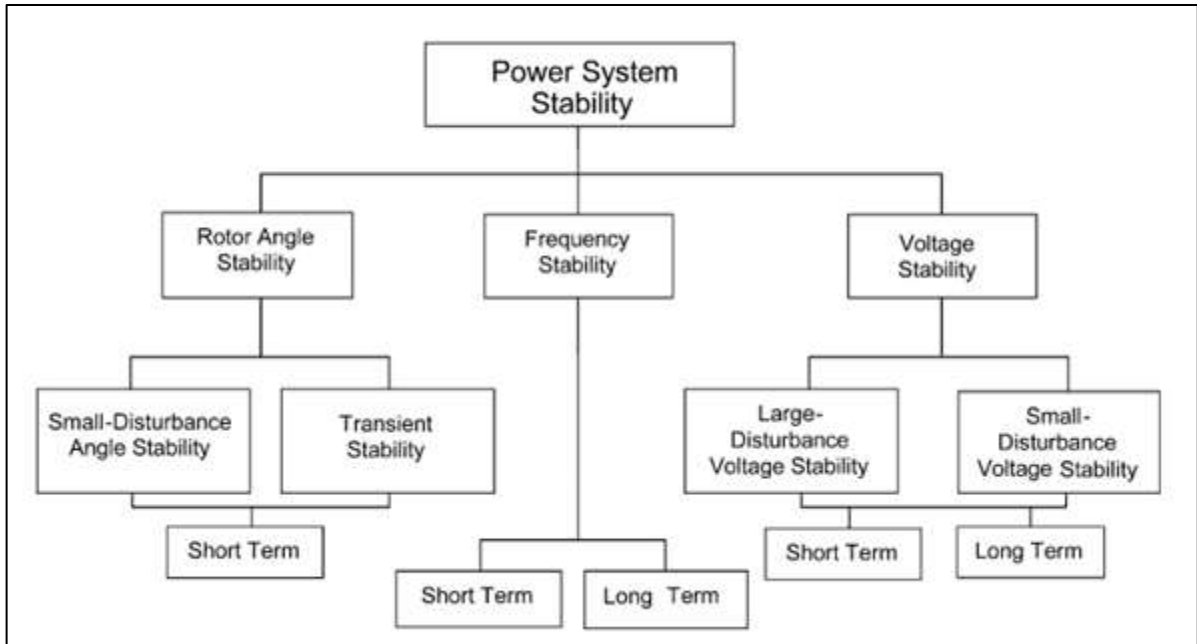 Power System
Stability
Rotor Angle
Stability
Frequency
Stability
Voltage
Stability
Small-Disturbance
Angle Stability
Transient
Stability
Large-
Disturbance
Voltage Stability
Small-
Disturbance
Voltage Stability
Short Term
Short Term
Long Term
Short Term
Long Term